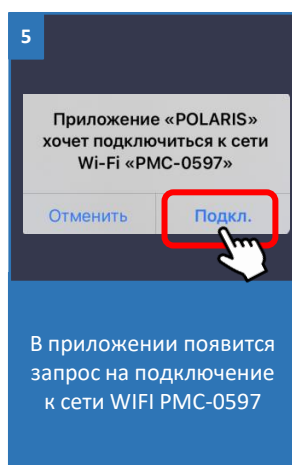 5
Приложение «POLARIS»
хочет подключиться к сети
Wi-Fi «PMC-0597»
Отменить
Подкл.
В приложении появится
запрос на подключение
к сети WIFI PMC-0597